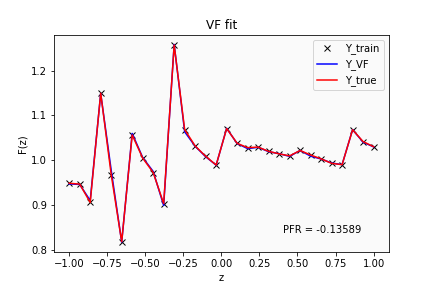 VF fit
Y_train
Y_VF
Y_true
1.2
1.1
1.0
0.9
0.8
F(z)
PFR = -0.13589
−1.00 −0.75 −0.50 −0.25 0.00 0.25 0.50 0.75 1.00
z